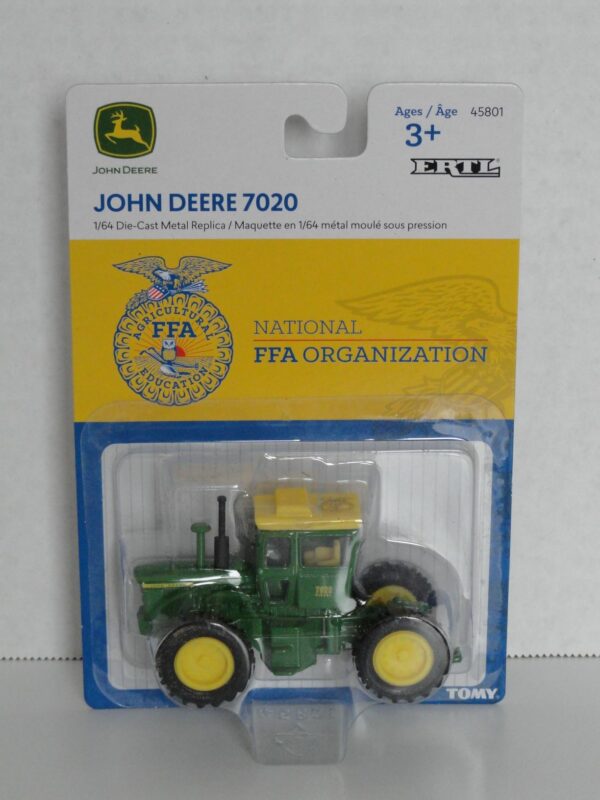 JOHN DEERE
Ages / Âge 45801
3+
ERTL
JOHN DEERE 7020
1/64 Die-Cast Metal Replica / Maquette en 1/64 métal moulé sous pression
AGRICULTURAL
FFA
EDUCATION
NATIONAL
FFA ORGANIZATION
7020
TOMY